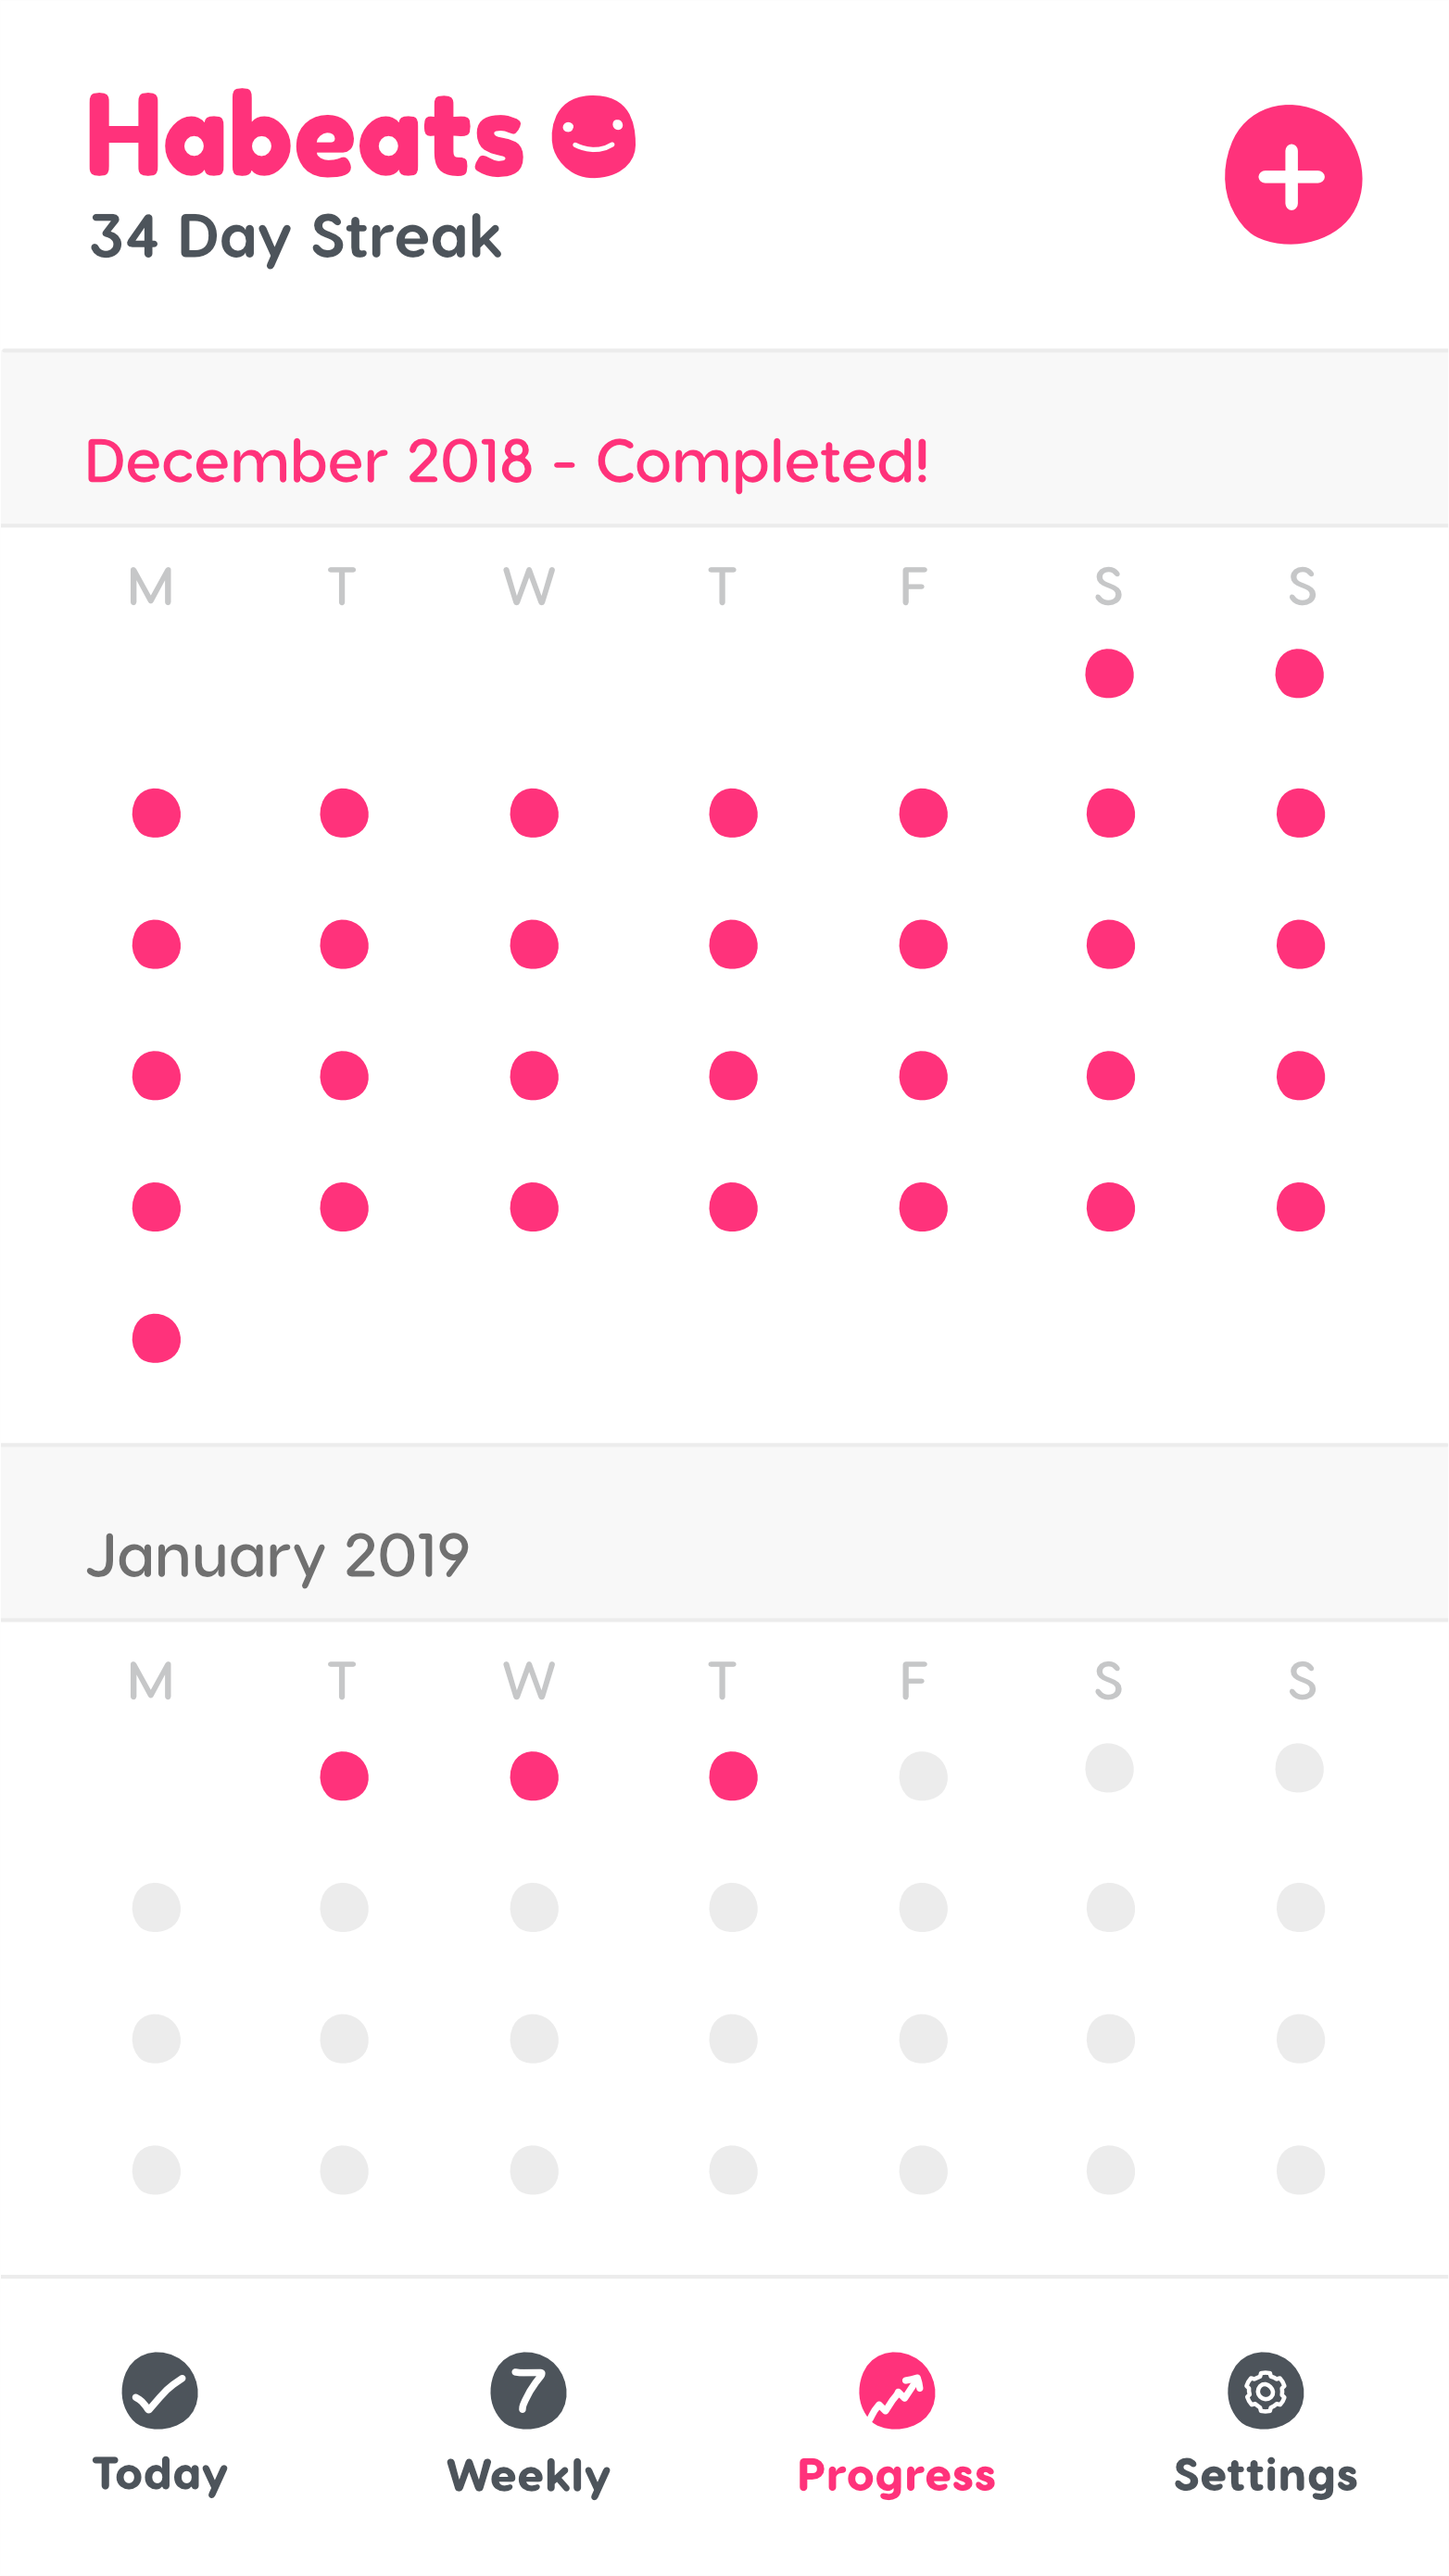 Habeats
34 Day Streak
December 2018 - Completed!
M T W T F S S
January 2019
M T W T F S S
7
Today Weekly Progress Settings